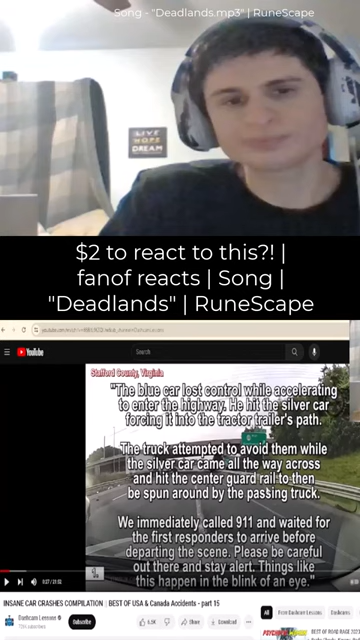 Song - "Deadlands.mp3" | RuneScape
LIVE
HOPE
DREAM
$2 to react to this?! |
fanof reacts | Song |
"Deadlands" | RuneScape
YouTube
Search
Stafford County, Virginia
"The blue car lost control while accelerating
to enter the highway. He hit the silver car
forcing it into the tractor trailer's path.
The truck attempted to avoid them while
the silver car came all the way across
and hit the center guard rail to then
be spun around by the passing truck.
We immediately called 911 and waited for
the first responders to arrive before
departing the scene. Please be careful
out there and stay alert. Things like
this happen in the blink of an eye."
INSANE CAR CRASHES COMPILATION || BEST OF USA & Canada Accidents - part 15
Dashcam Lessons
Subscribe
Share
Download
All
From Dashcam Lessons
Dashcams